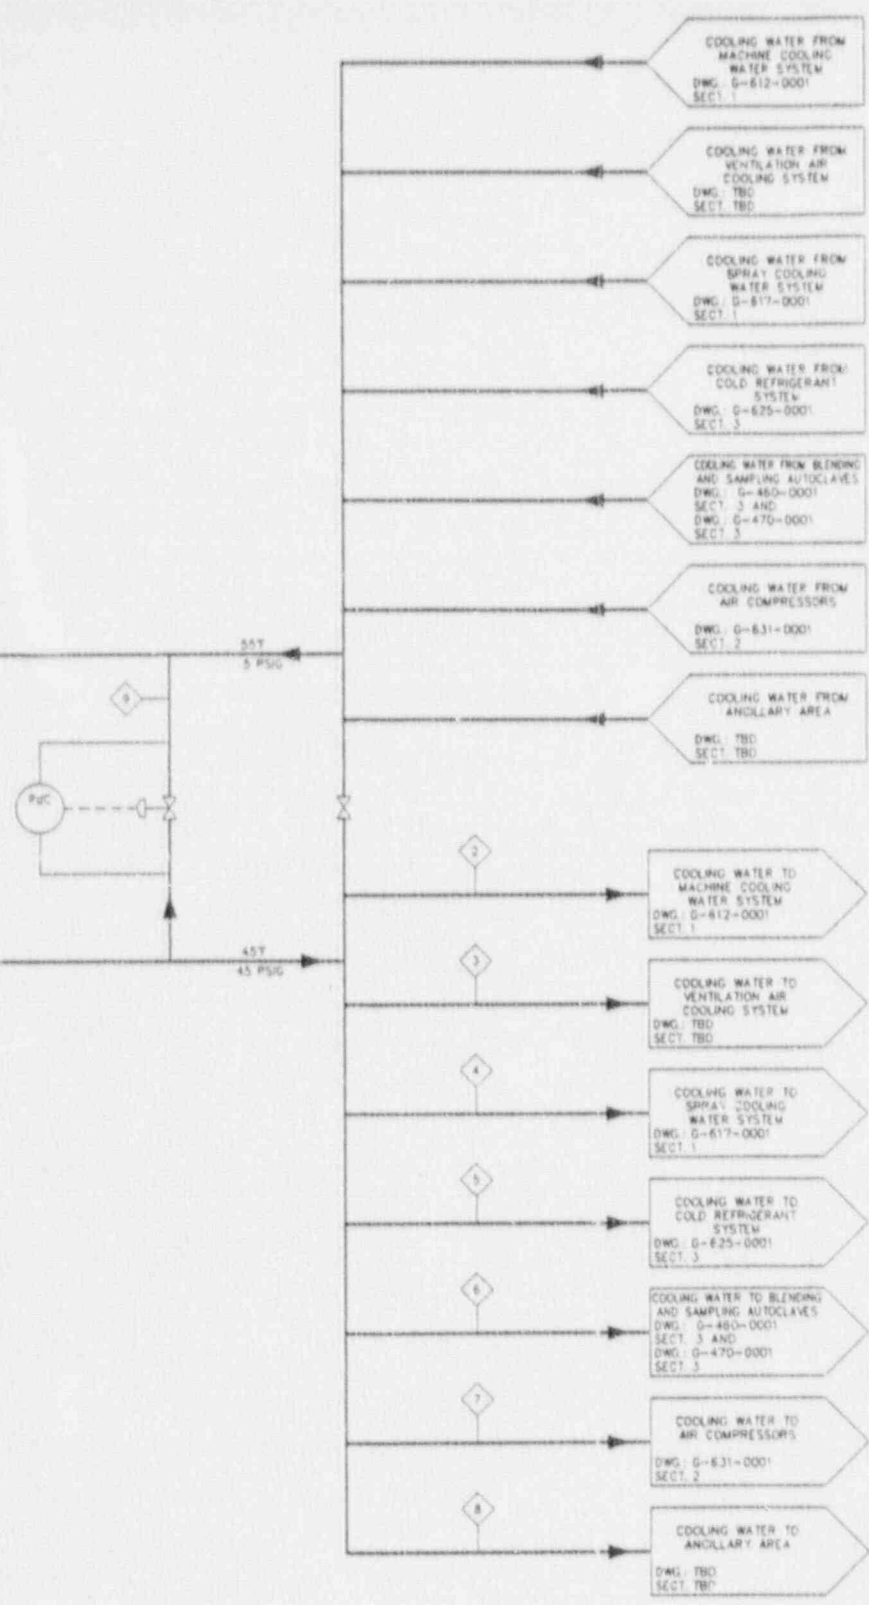 COOLING WATER FROM
MACHINE COOLING
WATER SYSTEM
DWG.: G-612-0001
SECT. 1
COOLING WATER FROM
VENTILATION AIR
COOLING SYSTEM
DWG.: TBD
SECT. TBD
COOLING WATER FROM
SPRAY COOLING
WATER SYSTEM
DWG.: G-617-0001
SECT. 1
COOLING WATER FROM
COLD REFRIGERANT
SYSTEM
DWG.: G-625-0001
SECT. 3
COOLING WATER FROM BLENDING
AND SAMPLING AUTOCLAVES
DWG.: G-460-0001
SECT. 3 AND
DWG.: G-470-0001
SECT. 3
COOLING WATER FROM
AIR COMPRESSORS
DWG.: G-631-0001
SECT. 2
55°F
5 PSIG
9
COOLING WATER FROM
ANCILLARY AREA
DWG.: TBD
SECT. TBD
PdC
2
COOLING WATER TO
MACHINE COOLING
WATER SYSTEM
DWG.: G-612-0001
SECT. 1
45°F
45 PSIG
3
COOLING WATER TO
VENTILATION AIR
COOLING SYSTEM
DWG.: TBD
SECT. TBD
4
COOLING WATER TO
SPRAY COOLING
WATER SYSTEM
DWG.: G-617-0001
SECT. 1
5
COOLING WATER TO
COLD REFRIGERANT
SYSTEM
DWG.: G-625-0001
SECT. 3
6
COOLING WATER TO BLENDING
AND SAMPLING AUTOCLAVES
DWG.: G-460-0001
SECT. 3 AND
DWG.: G-470-0001
SECT. 3
7
COOLING WATER TO
AIR COMPRESSORS
DWG.: G-631-0001
SECT. 2
8
COOLING WATER TO
ANCILLARY AREA
DWG.: TBD
SECT. TBD